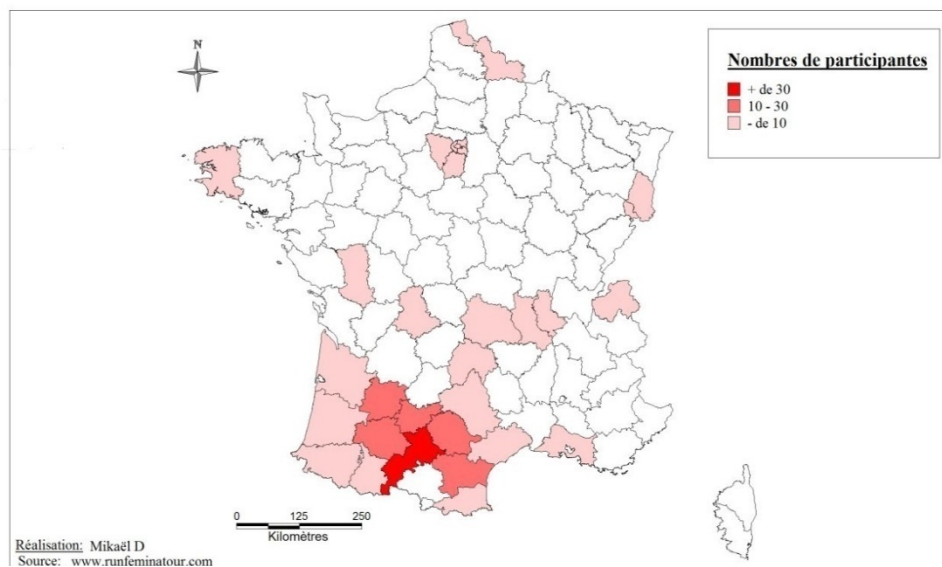 N
Nombres de participantes
+ de 30
10 - 30
- de 10
0 125 250
Kilomètres
Réalisation: Mikaël D
Source: www.runfeminatour.com